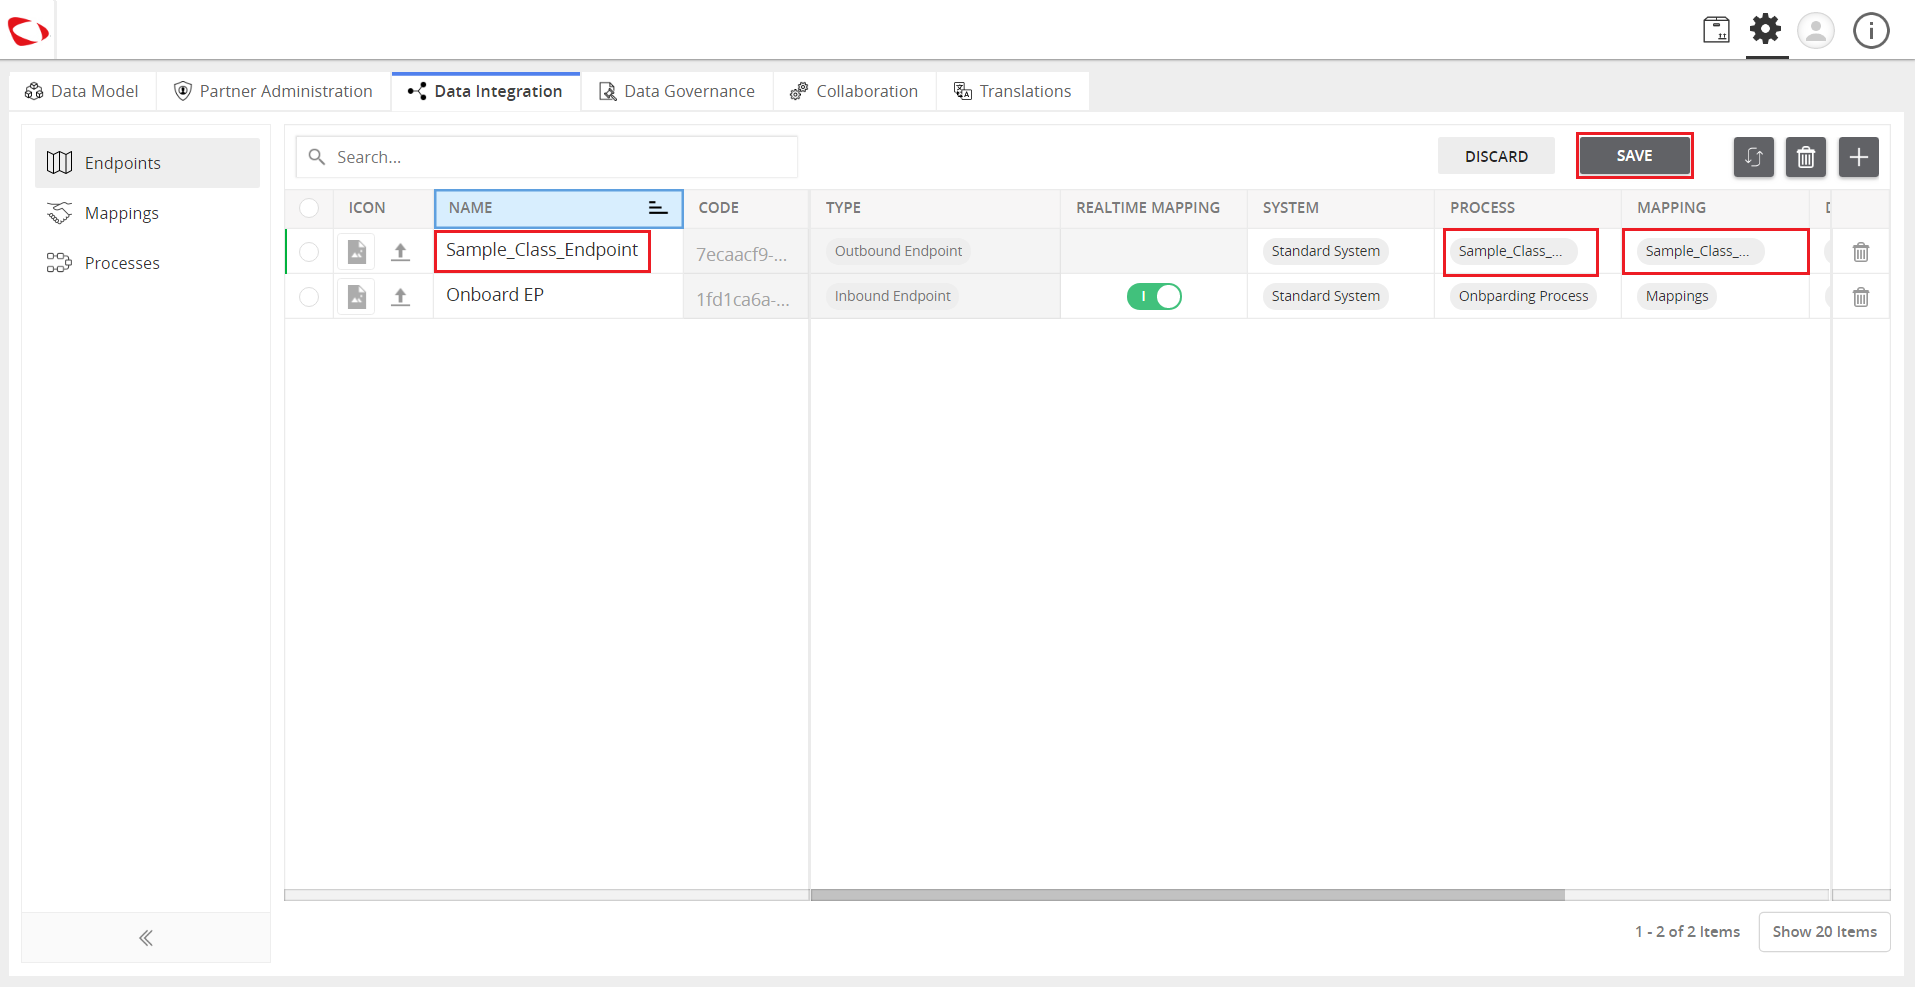 Data Model
Partner Administration
Data Integration
Data Governance
Collaboration
Translations
Endpoints
Mappings
Processes
Search...
DISCARD
SAVE
ICON NAME CODE TYPE REALTIME MAPPING SYSTEM PROCESS MAPPING
Sample_Class_Endpoint 7ecaacf9-... Outbound Endpoint Standard System Sample_Class_... Sample_Class_...
Onboard EP 1fd1ca6a-... Inbound Endpoint Standard System Onbparding Process Mappings
1 - 2 of 2 Items
Show 20 Items